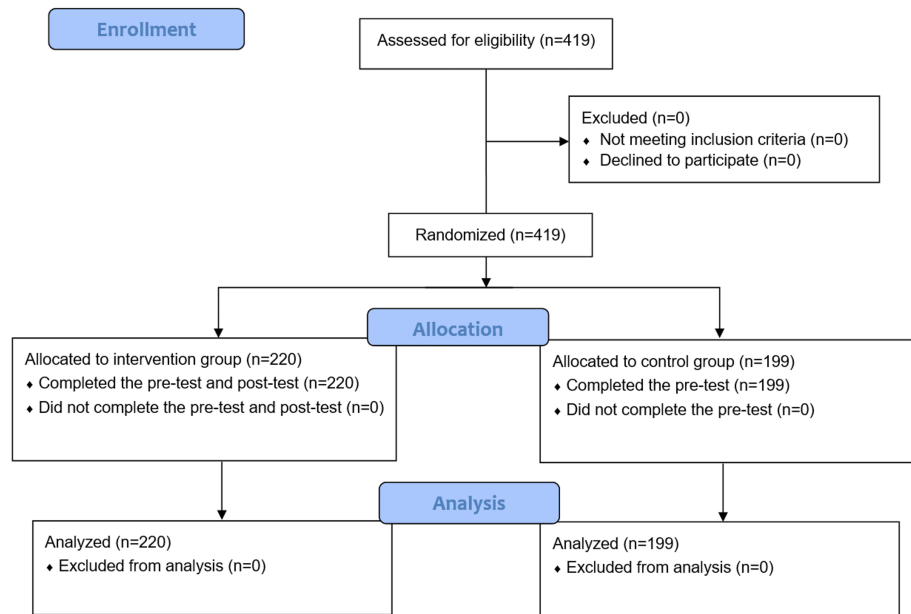 Enrollment
Assessed for eligibility (n=419)
Excluded (n=0)
♦ Not meeting inclusion criteria (n=0)
♦ Declined to participate (n=0)
Randomized (n=419)
Allocation
Allocated to intervention group (n=220)
♦ Completed the pre-test and post-test (n=220)
♦ Did not complete the pre-test and post-test (n=0)
Allocated to control group (n=199)
♦ Completed the pre-test (n=199)
♦ Did not complete the pre-test (n=0)
Analysis
Analyzed (n=220)
♦ Excluded from analysis (n=0)
Analyzed (n=199)
♦ Excluded from analysis (n=0)